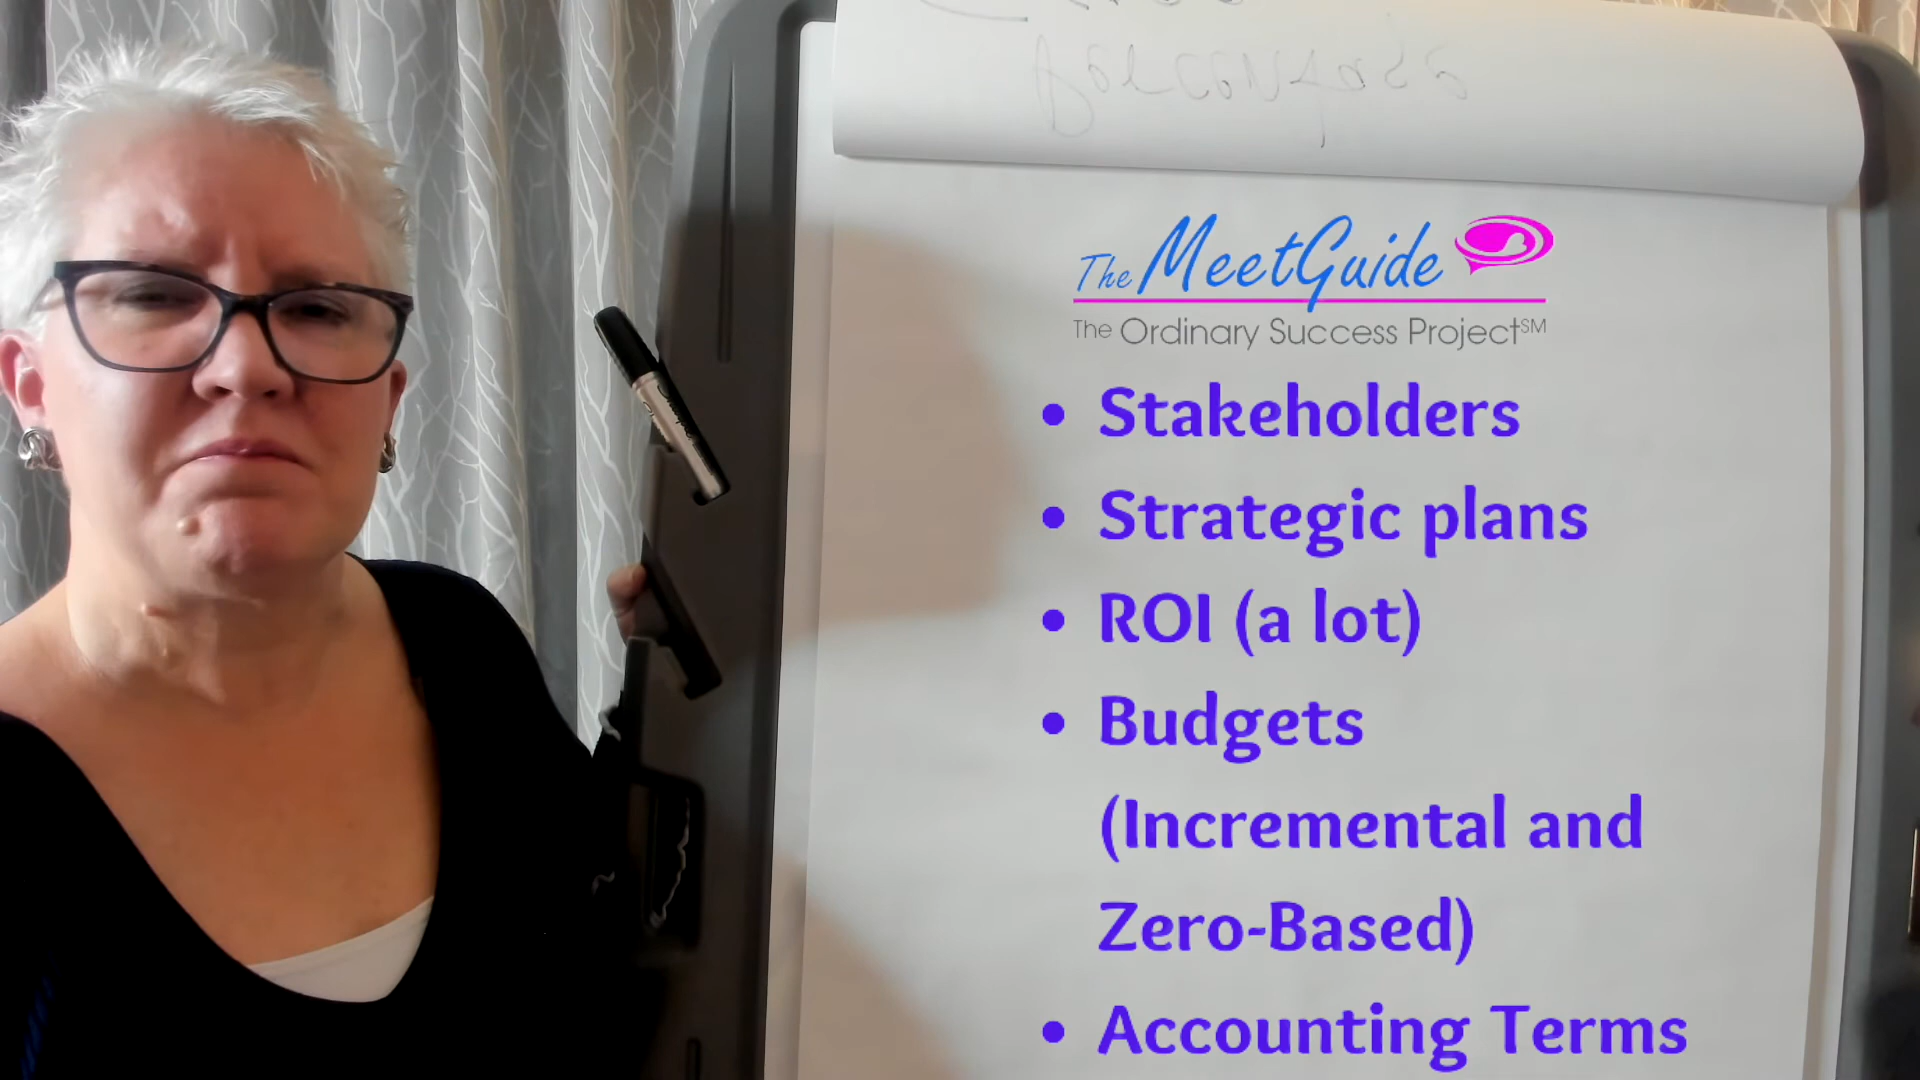 The MeetGuide
The Ordinary Success Project℠
• Stakeholders
• Strategic plans
• ROI (a lot)
• Budgets
(Incremental and
Zero-Based)
• Accounting Terms